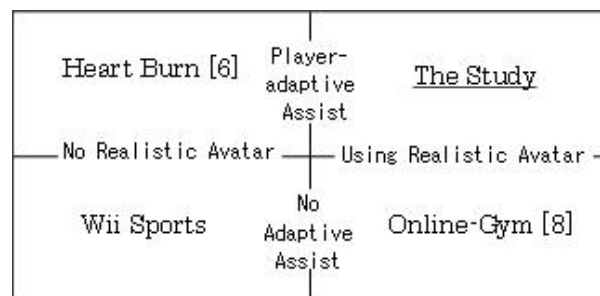 Heart Burn [6]
Player-
adaptive
Assist
The Study
No Realistic Avatar
Using Realistic Avatar
Wii Sports
No
Adaptive
Assist
Online-Gym [8]